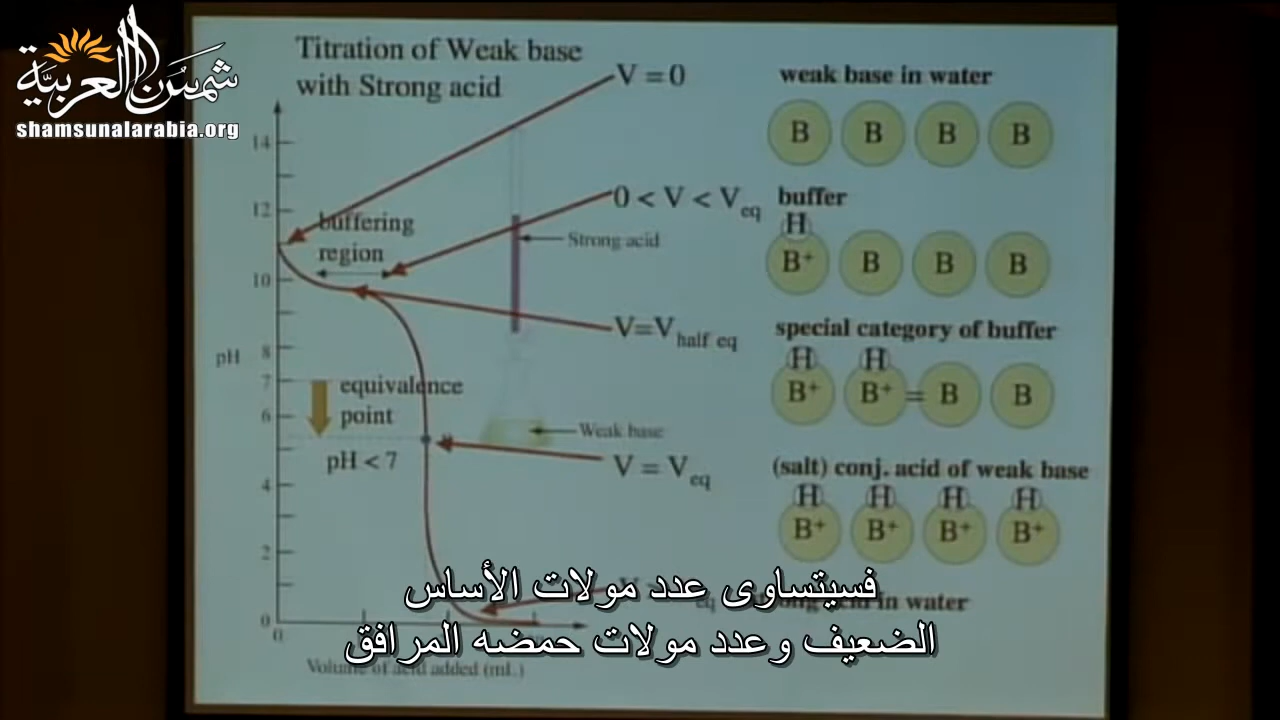 شمس العربية
shamsunalarabia.org
Titration of Weak base
with Strong acid
V = 0
weak base in water
B B B B
14
12
buffering
region
0 < V < Veq
buffer
H
B+ B B B
Strong acid
10
V=Vhalf eq
special category of buffer
H H
B+ B+ = B B
pH
8
7
6
equivalence
point
pH < 7
Weak base
V = Veq
(salt) conj. acid of weak base
H H H H
B+ B+ B+ B+
4
2
0
0
eq
in water
Volume of acid added (mL)
فسيتساوى عدد مولات الأساس
الضعيف وعدد مولات حمضه المرافق